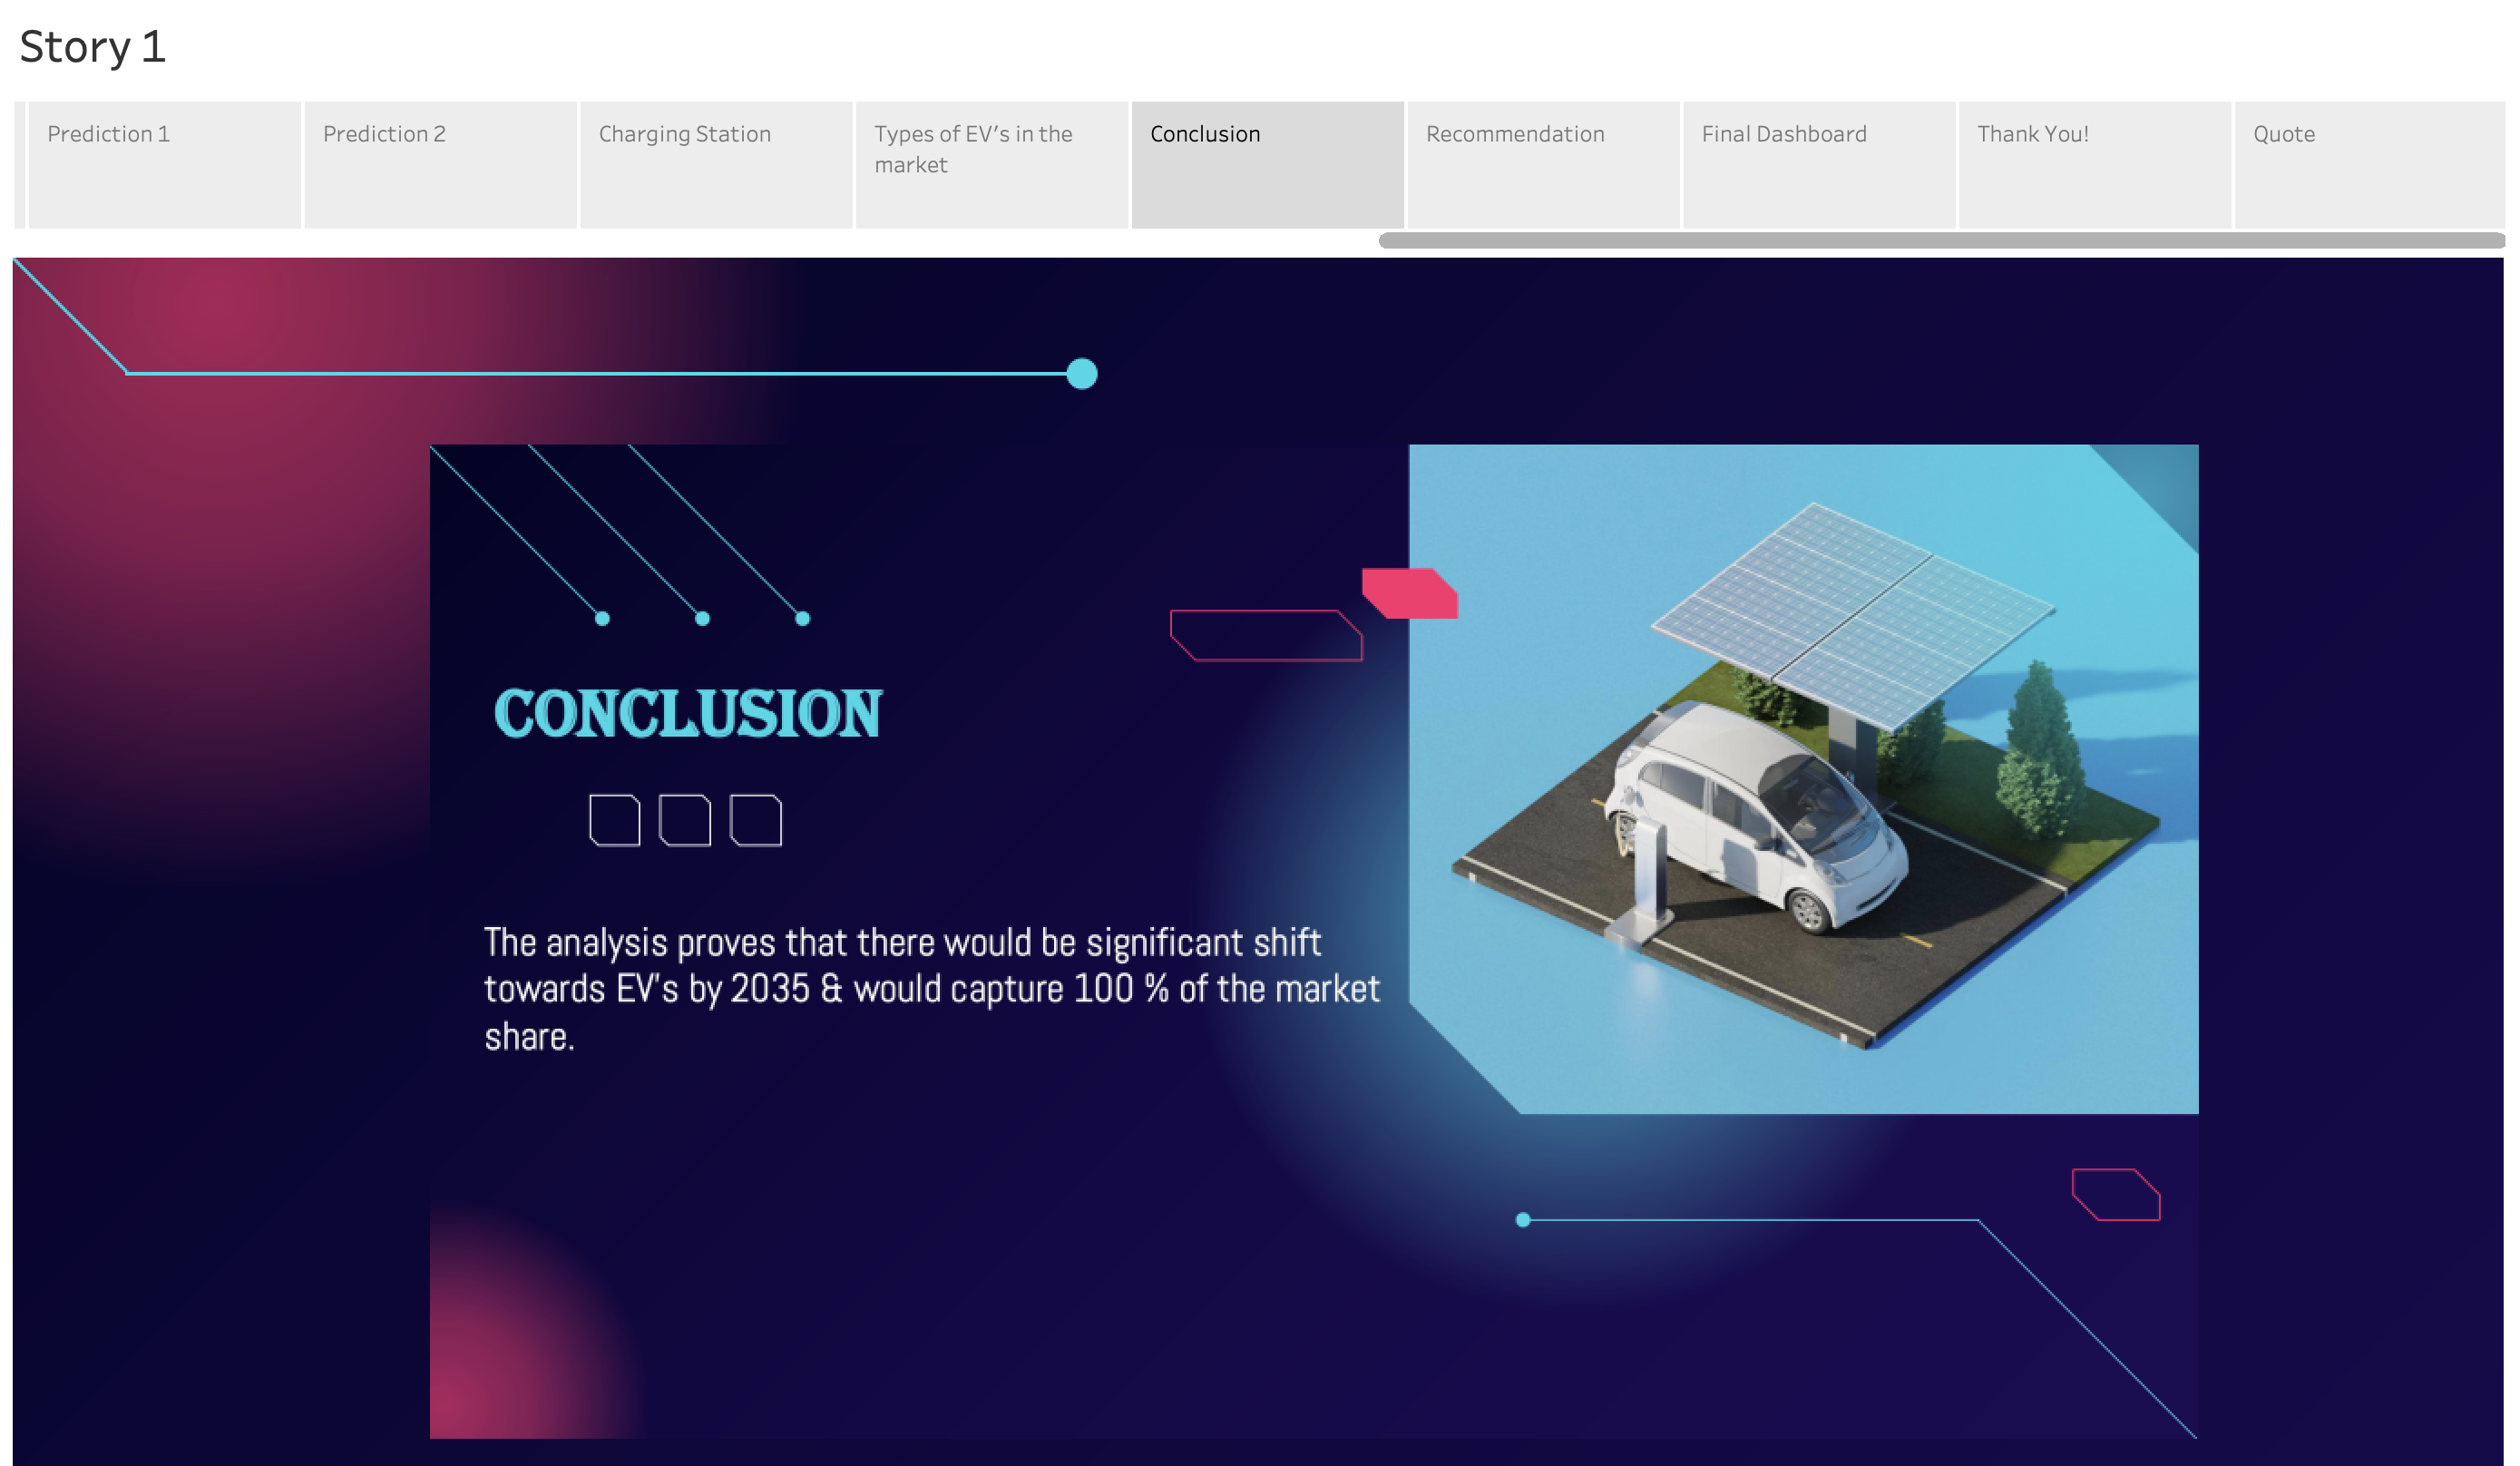 Story 1
Prediction 1
Prediction 2
Charging Station
Types of EV's in the
market
Conclusion
Recommendation
Final Dashboard
Thank You!
Quote
CONCLUSION
The analysis proves that there would be significant shift
towards EV's by 2035 & would capture 100 % of the market
share.